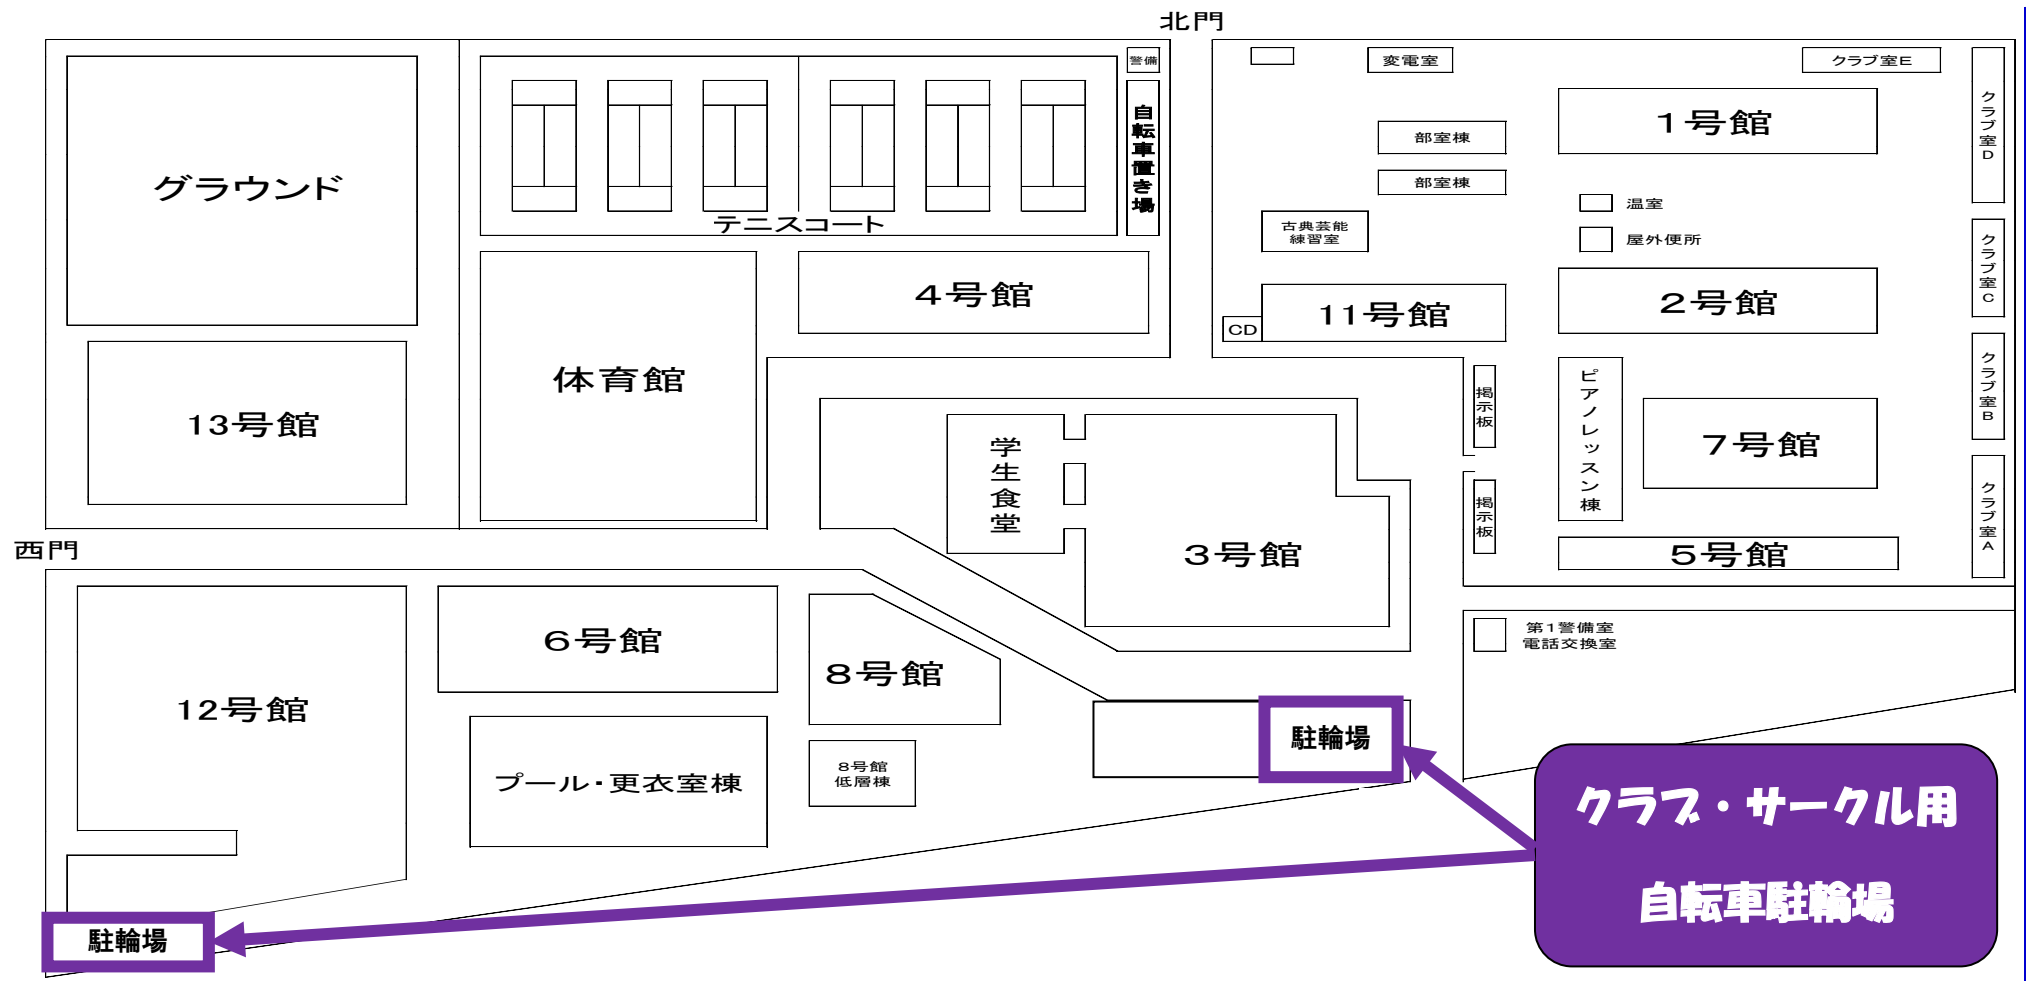 北門
警備
変電室
クラブ室E
自転車置き場
クラブ室D
1号館
部室棟
グラウンド
部室棟
温室
テニスコート
古典芸能
練習室
屋外便所
クラブ室C
4号館
11号館
2号館
CD
体育館
掲示板
ピアノレッスン棟
クラブ室B
13号館
学生食堂
7号館
掲示板
クラブ室A
3号館
5号館
西門
6号館
第1警備室
電話交換室
8号館
12号館
駐輪場
プール・更衣室棟
8号館
低層棟
クラブ・サークル用
自転車駐輪場
駐輪場